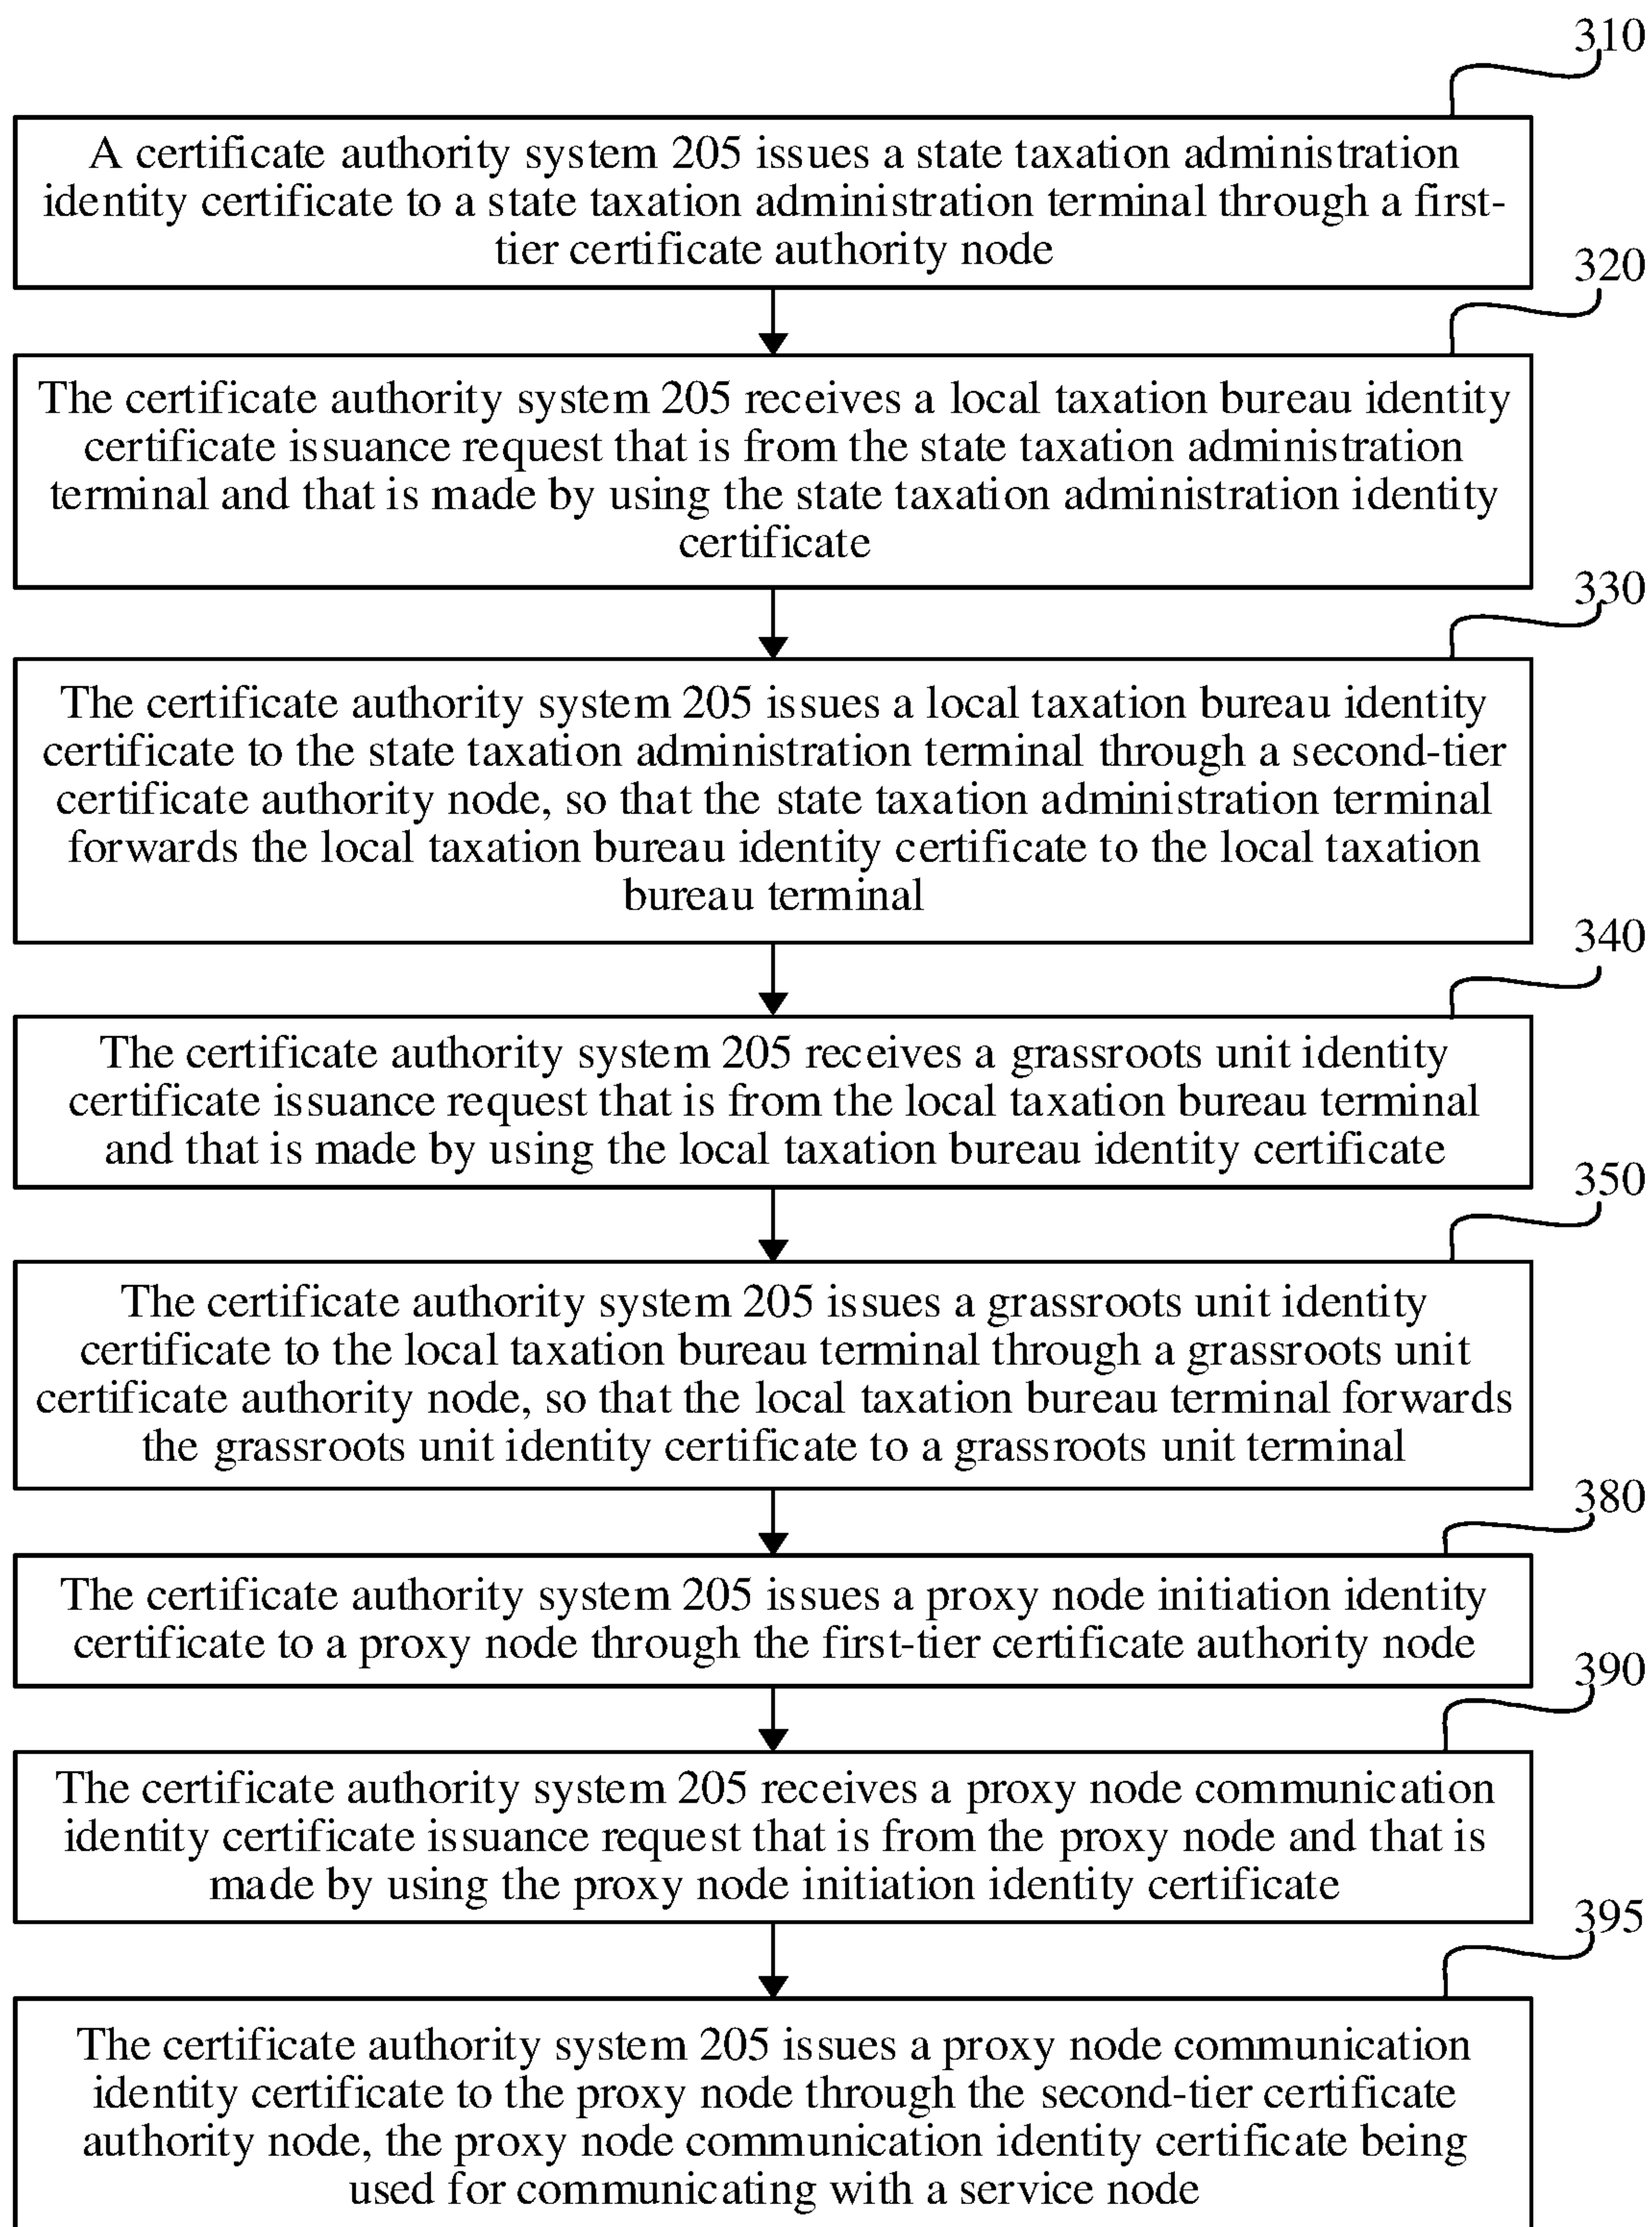 310
A certificate authority system 205 issues a state taxation administration
identity certificate to a state taxation administration terminal through a first-
tier certificate authority node
320
The certificate authority system 205 receives a local taxation bureau identity
certificate issuance request that is from the state taxation administration
terminal and that is made by using the state taxation administration identity
certificate
330
The certificate authority system 205 issues a local taxation bureau identity
certificate to the state taxation administration terminal through a second-tier
certificate authority node, so that the state taxation administration terminal
forwards the local taxation bureau identity certificate to the local taxation
bureau terminal
340
The certificate authority system 205 receives a grassroots unit identity
certificate issuance request that is from the local taxation bureau terminal
and that is made by using the local taxation bureau identity certificate
350
The certificate authority system 205 issues a grassroots unit identity
certificate to the local taxation bureau terminal through a grassroots unit
certificate authority node, so that the local taxation bureau terminal forwards
the grassroots unit identity certificate to a grassroots unit terminal
380
The certificate authority system 205 issues a proxy node initiation identity
certificate to a proxy node through the first-tier certificate authority node
390
The certificate authority system 205 receives a proxy node communication
identity certificate issuance request that is from the proxy node and that is
made by using the proxy node initiation identity certificate
395
The certificate authority system 205 issues a proxy node communication
identity certificate to the proxy node through the second-tier certificate
authority node, the proxy node communication identity certificate being
used for communicating with a service node